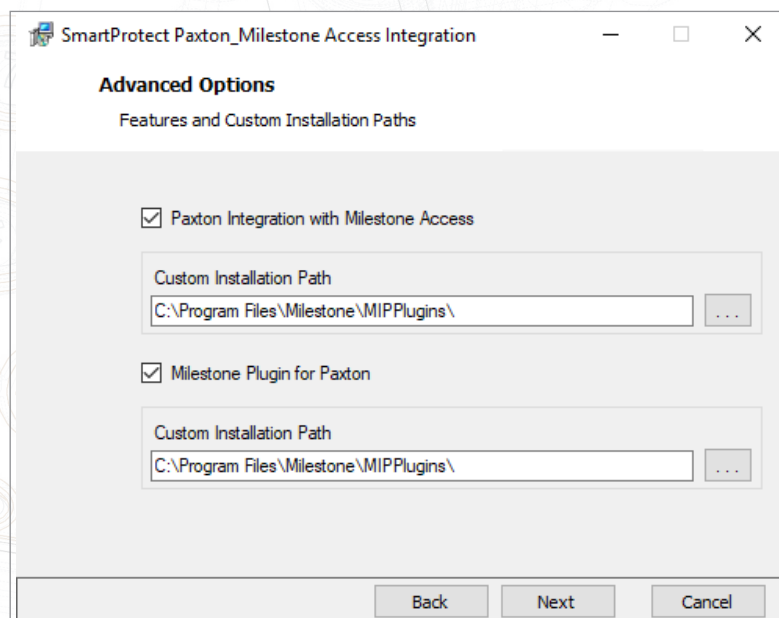 SmartProtect Paxton_Milestone Access Integration
Advanced Options
Features and Custom Installation Paths
Paxton Integration with Milestone Access
Custom Installation Path
C:\Program Files\Milestone\MIPPlugins\
...
Milestone Plugin for Paxton
Custom Installation Path
C:\Program Files\Milestone\MIPPlugins\
...
Back Next Cancel